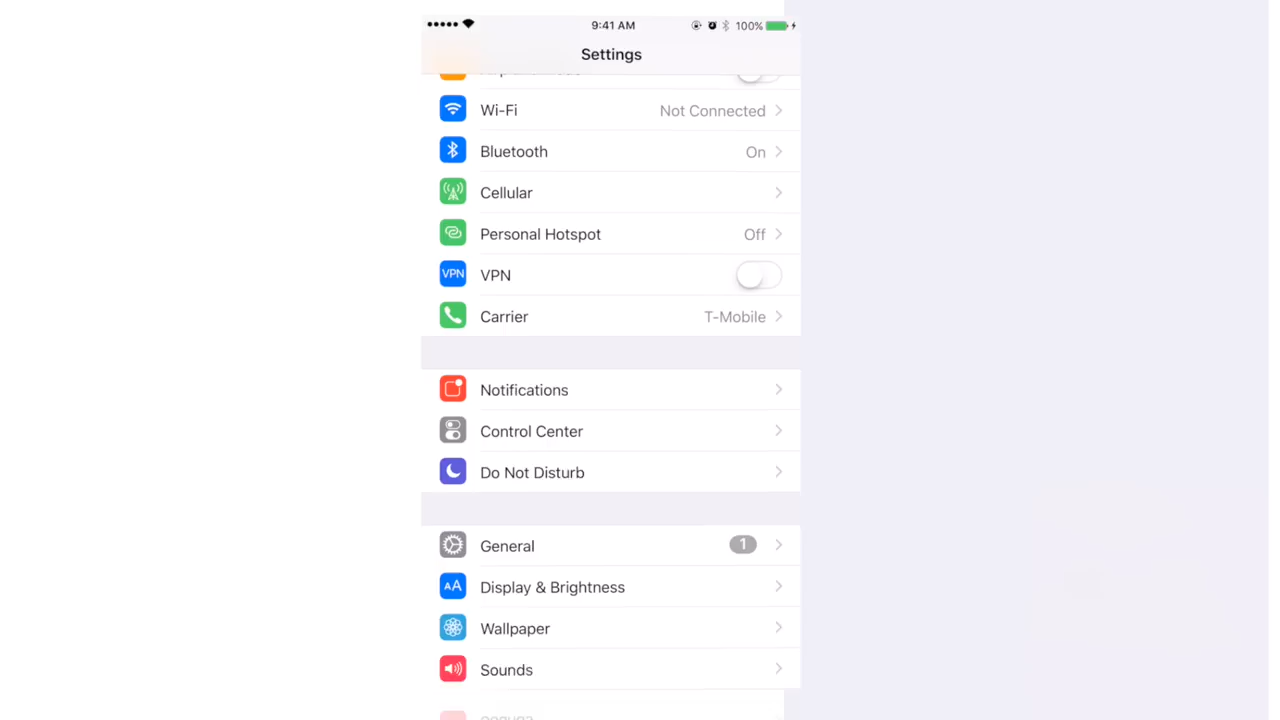 9:41 AM 100%
Settings
Wi-Fi Not Connected
Bluetooth On
Cellular
Personal Hotspot Off
VPN VPN
Carrier T-Mobile
Notifications
Control Center
Do Not Disturb
General 1
AA Display & Brightness
Wallpaper
Sounds